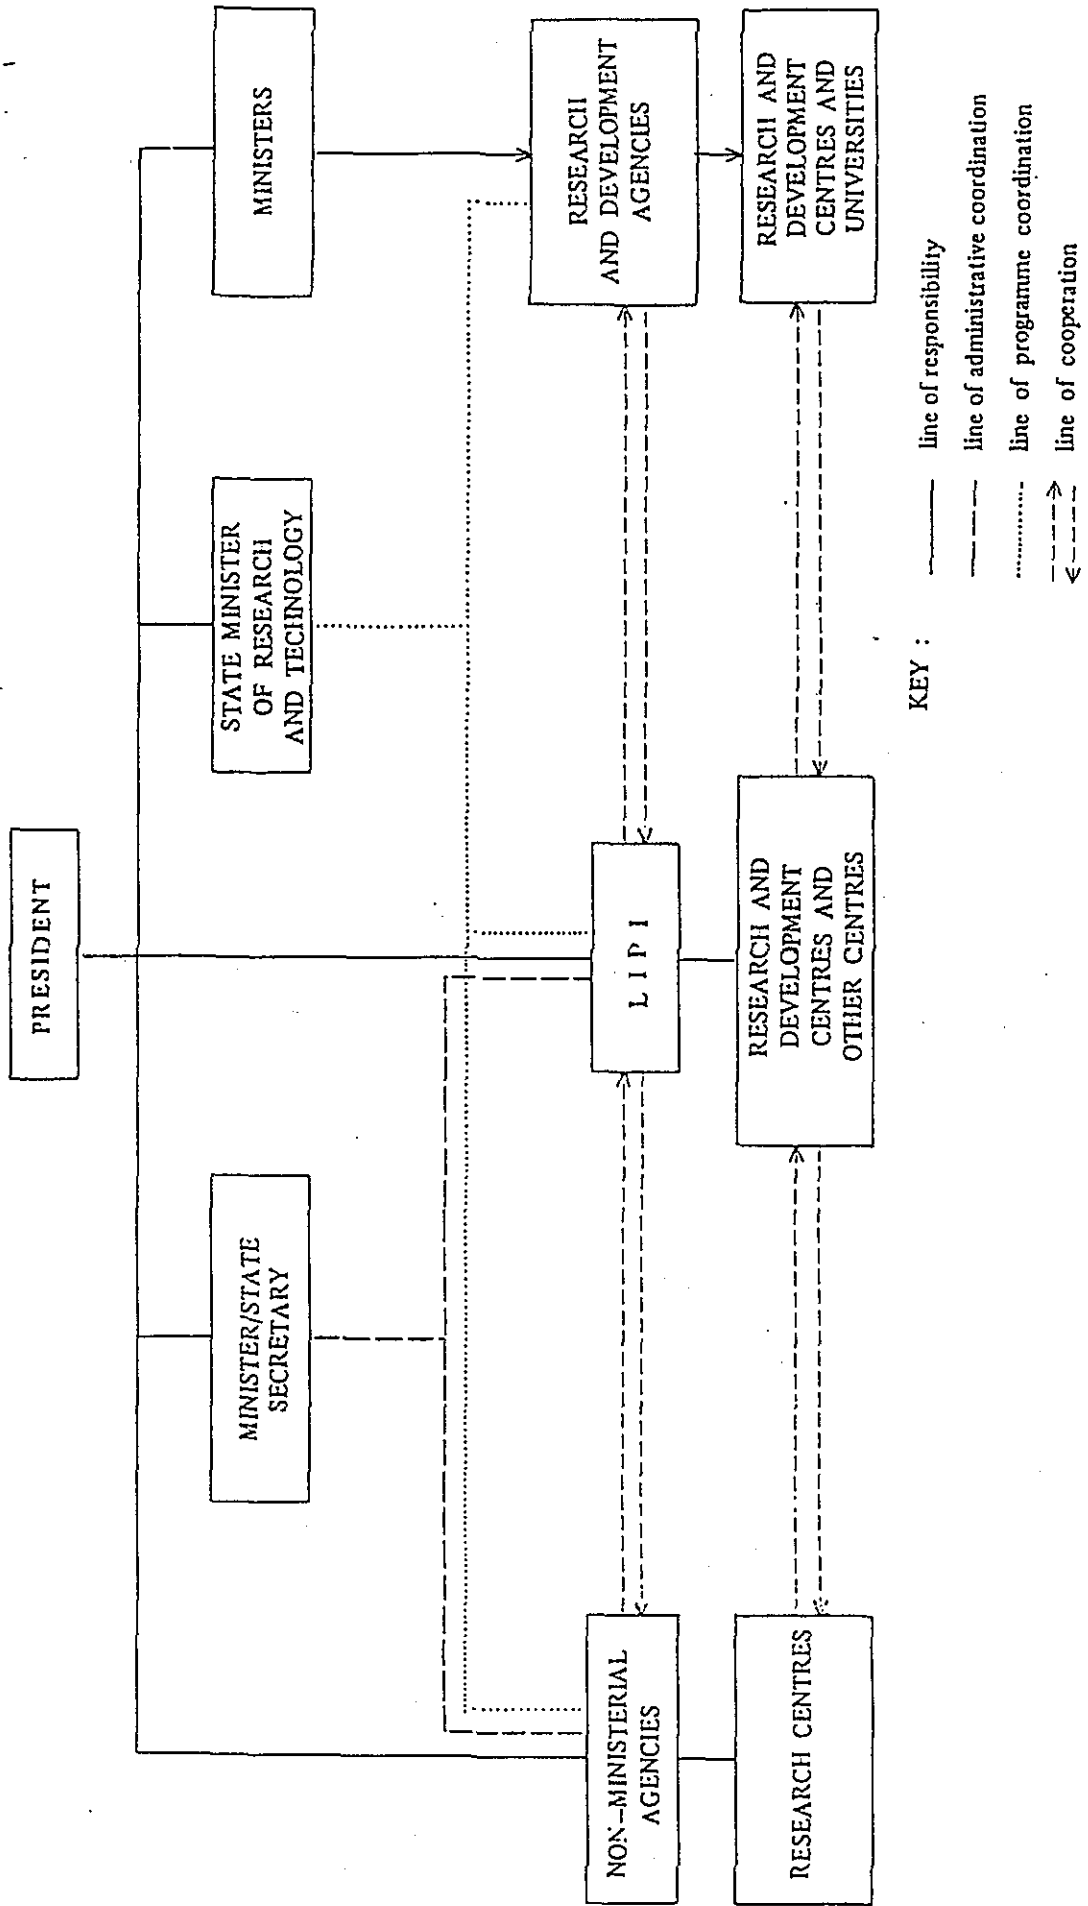 PRESIDENT
MINISTER/STATE
SECRETARY
STATE MINISTER
OF RESEARCH
AND TECHNOLOGY
MINISTERS
NON-MINISTERIAL
AGENCIES
L I P I
RESEARCH
AND DEVELOPMENT
AGENCIES
RESEARCH CENTRES
RESEARCH AND
DEVELOPMENT
CENTRES AND
OTHER CENTRES
RESEARCH AND
DEVELOPMENT
CENTRES AND
UNIVERSITIES
KEY :
line of responsibility
line of administrative coordination
line of programme coordination
line of cooperation